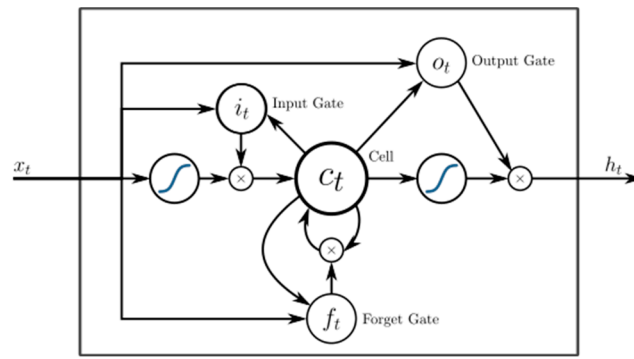 o_t Output Gate
i_t Input Gate
x_t
×
c_t Cell
×
h_t
×
f_t Forget Gate